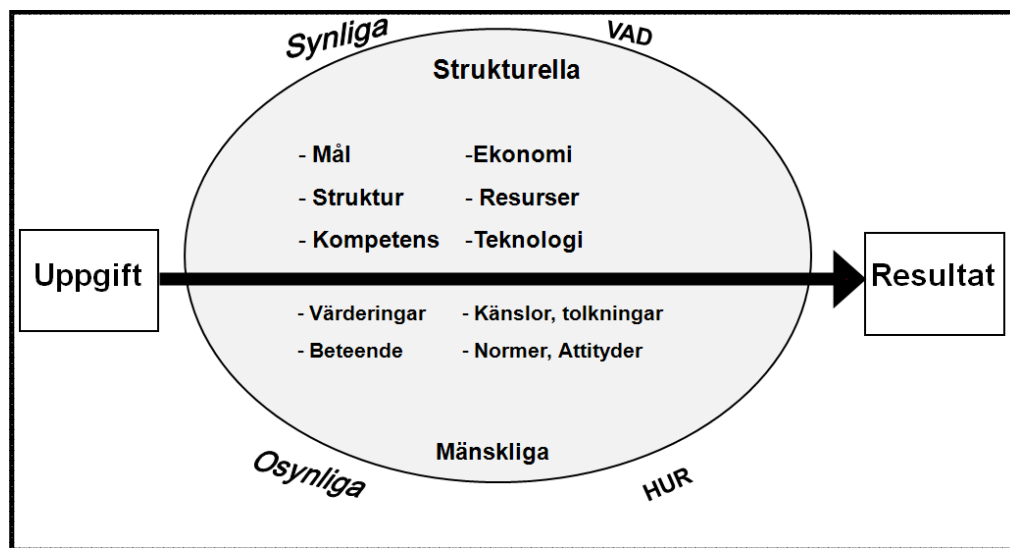 Synliga
VAD
Strukturella
- Mål
-Ekonomi
- Struktur
- Resurser
- Kompetens
-Teknologi
Uppgift
Resultat
- Värderingar
- Känslor, tolkningar
- Beteende
- Normer, Attityder
Mänskliga
Osynliga
HUR